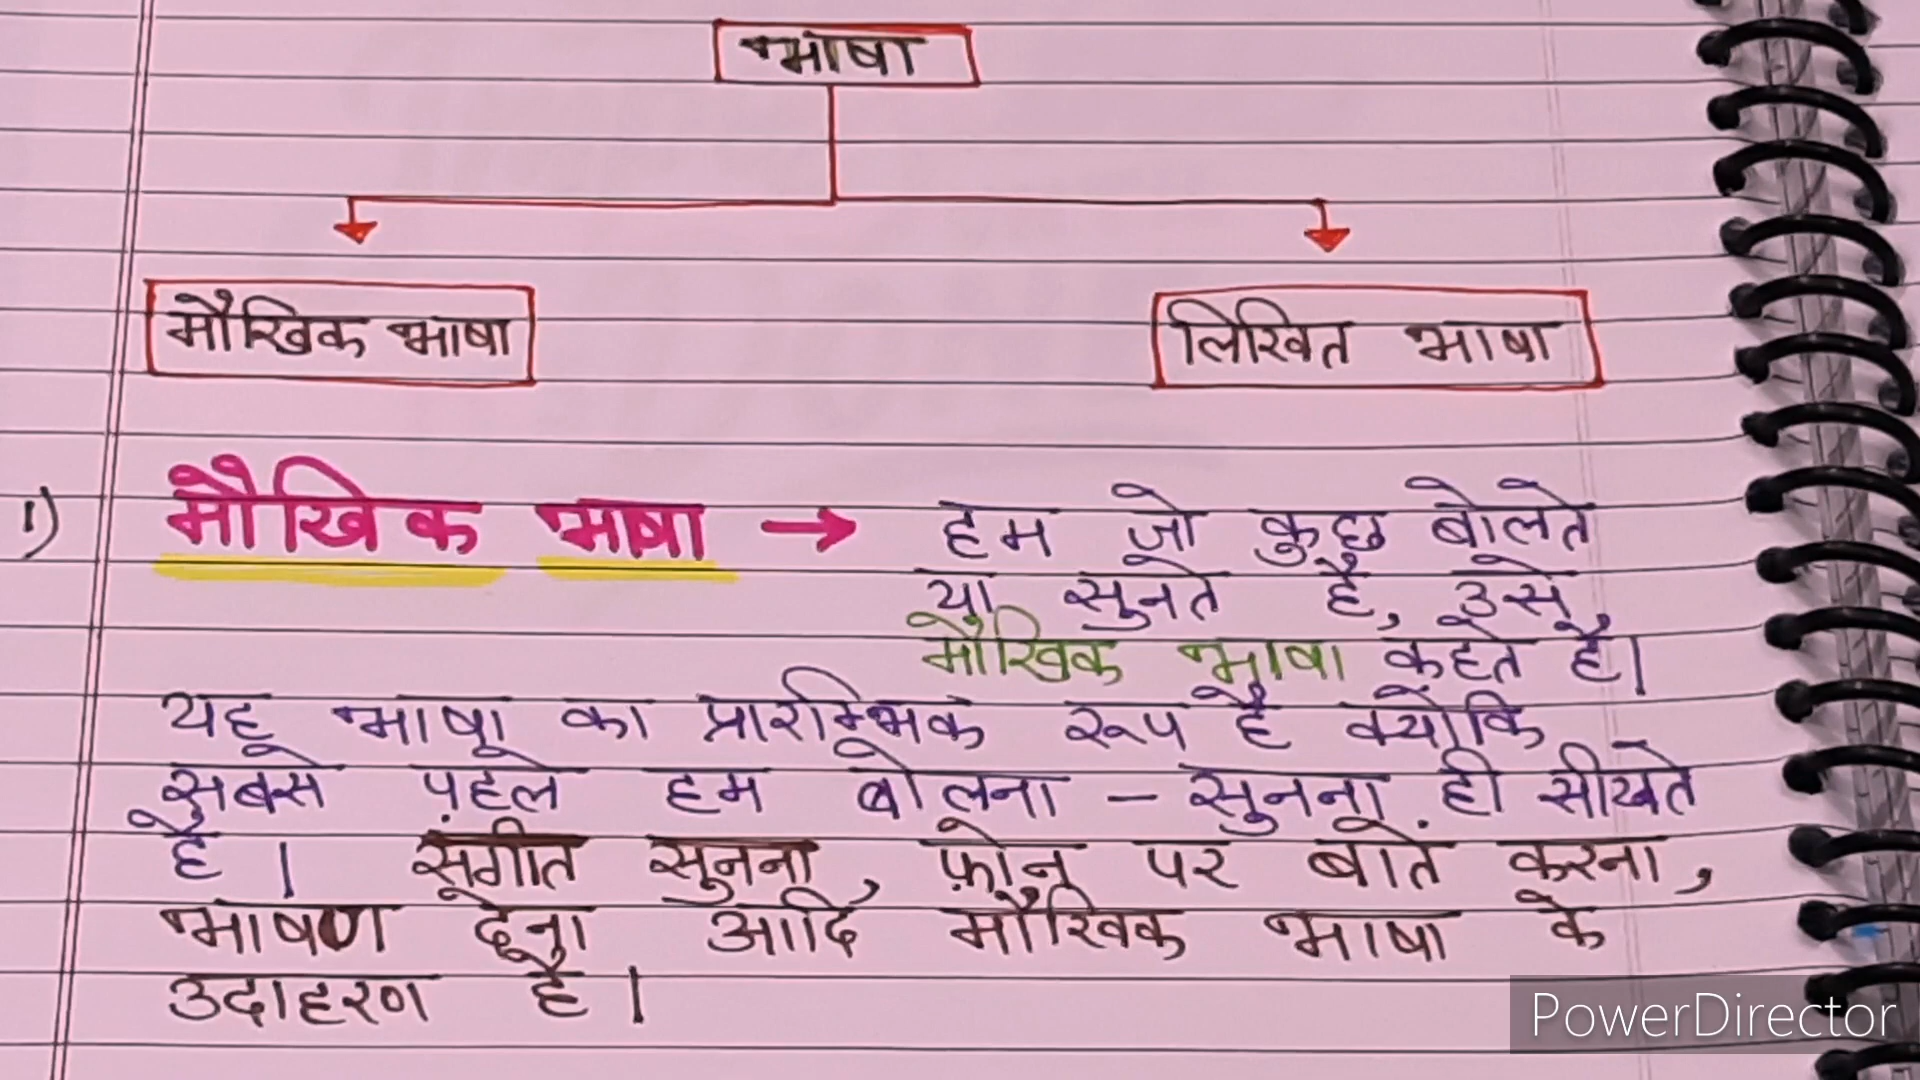 भाषा
मौखिक भाषा
लिखित भाषा
1) मौखिक भाषा → हम जो कुछ बोलते
या सुनते है, उसे
मौखिक भाषा कहते है।
यह भाषा का प्रारम्भिक रूप है क्योंकि
सबसे पहले हम बोलना - सुनना ही सीखते
है । संगीत सुनना, फ़ोन पर बातें करना,
भाषण देना आदि मौखिक भाषा के
उदाहरण है ।
PowerDirector